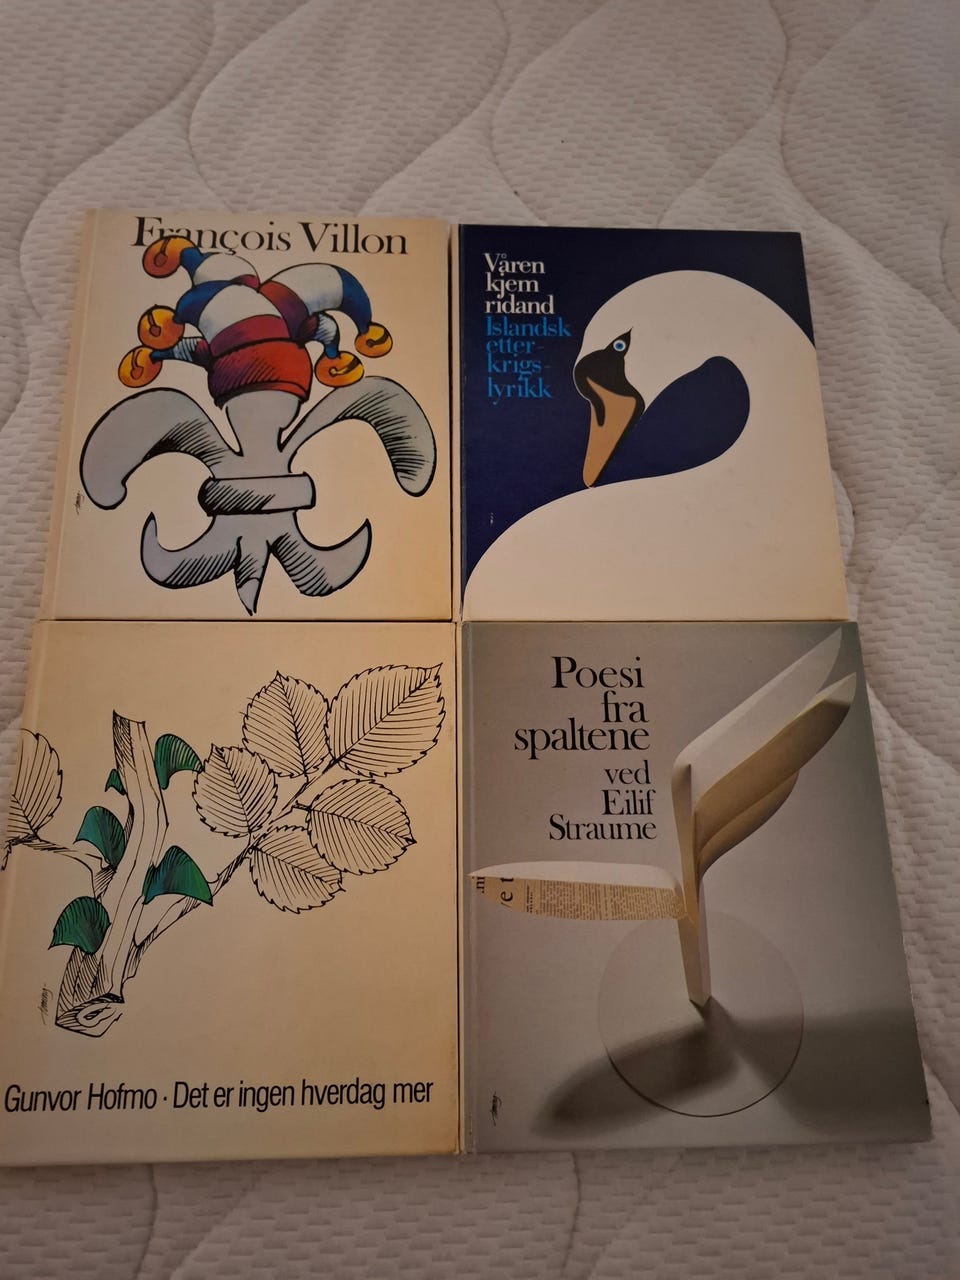 François Villon
Våren
kjem
ridand
Islandsk
etter-
krigs-
lyrikk
Gunvor Hofmo · Det er ingen hverdag mer
Poesi
fra
spaltene
ved
Eilif
Straume